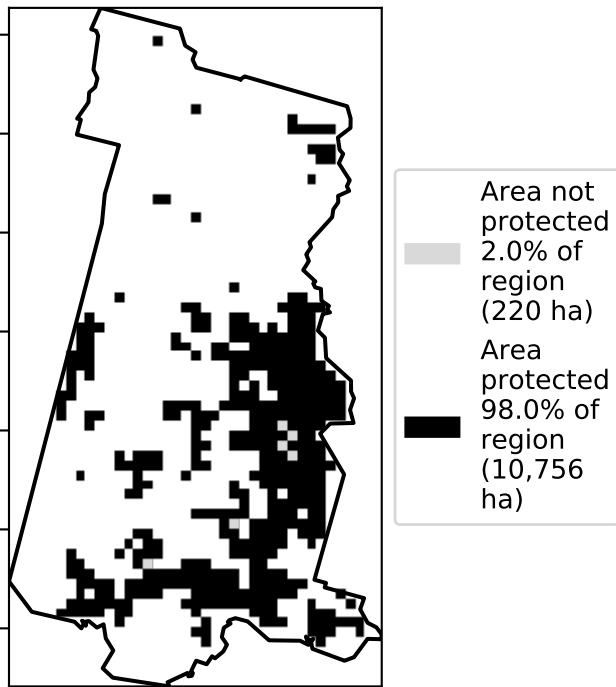 Area not
protected
2.0% of
region
(220 ha)
Area
protected
98.0% of
region
(10,756
ha)